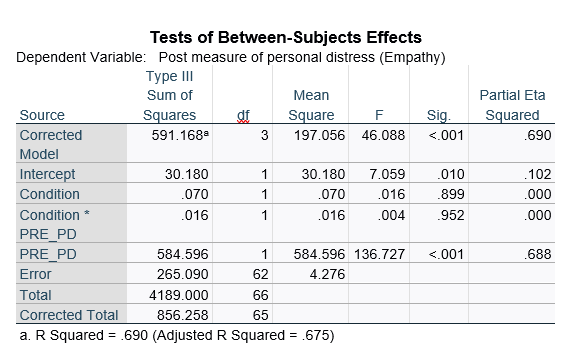 Tests of Between-Subjects Effects
Dependent Variable: Post measure of personal distress (Empathy)
Type III
Sum of Mean Partial Eta
Source Squares df Square F Sig. Squared
Corrected 591.168ᵃ 3 197.056 46.088 <.001 .690
Model
Intercept 30.180 1 30.180 7.059 .010 .102
Condition .070 1 .070 .016 .899 .000
Condition * .016 1 .016 .004 .952 .000
PRE_PD
PRE_PD 584.596 1 584.596 136.727 <.001 .688
Error 265.090 62 4.276
Total 4189.000 66
Corrected Total 856.258 65
a. R Squared = .690 (Adjusted R Squared = .675)